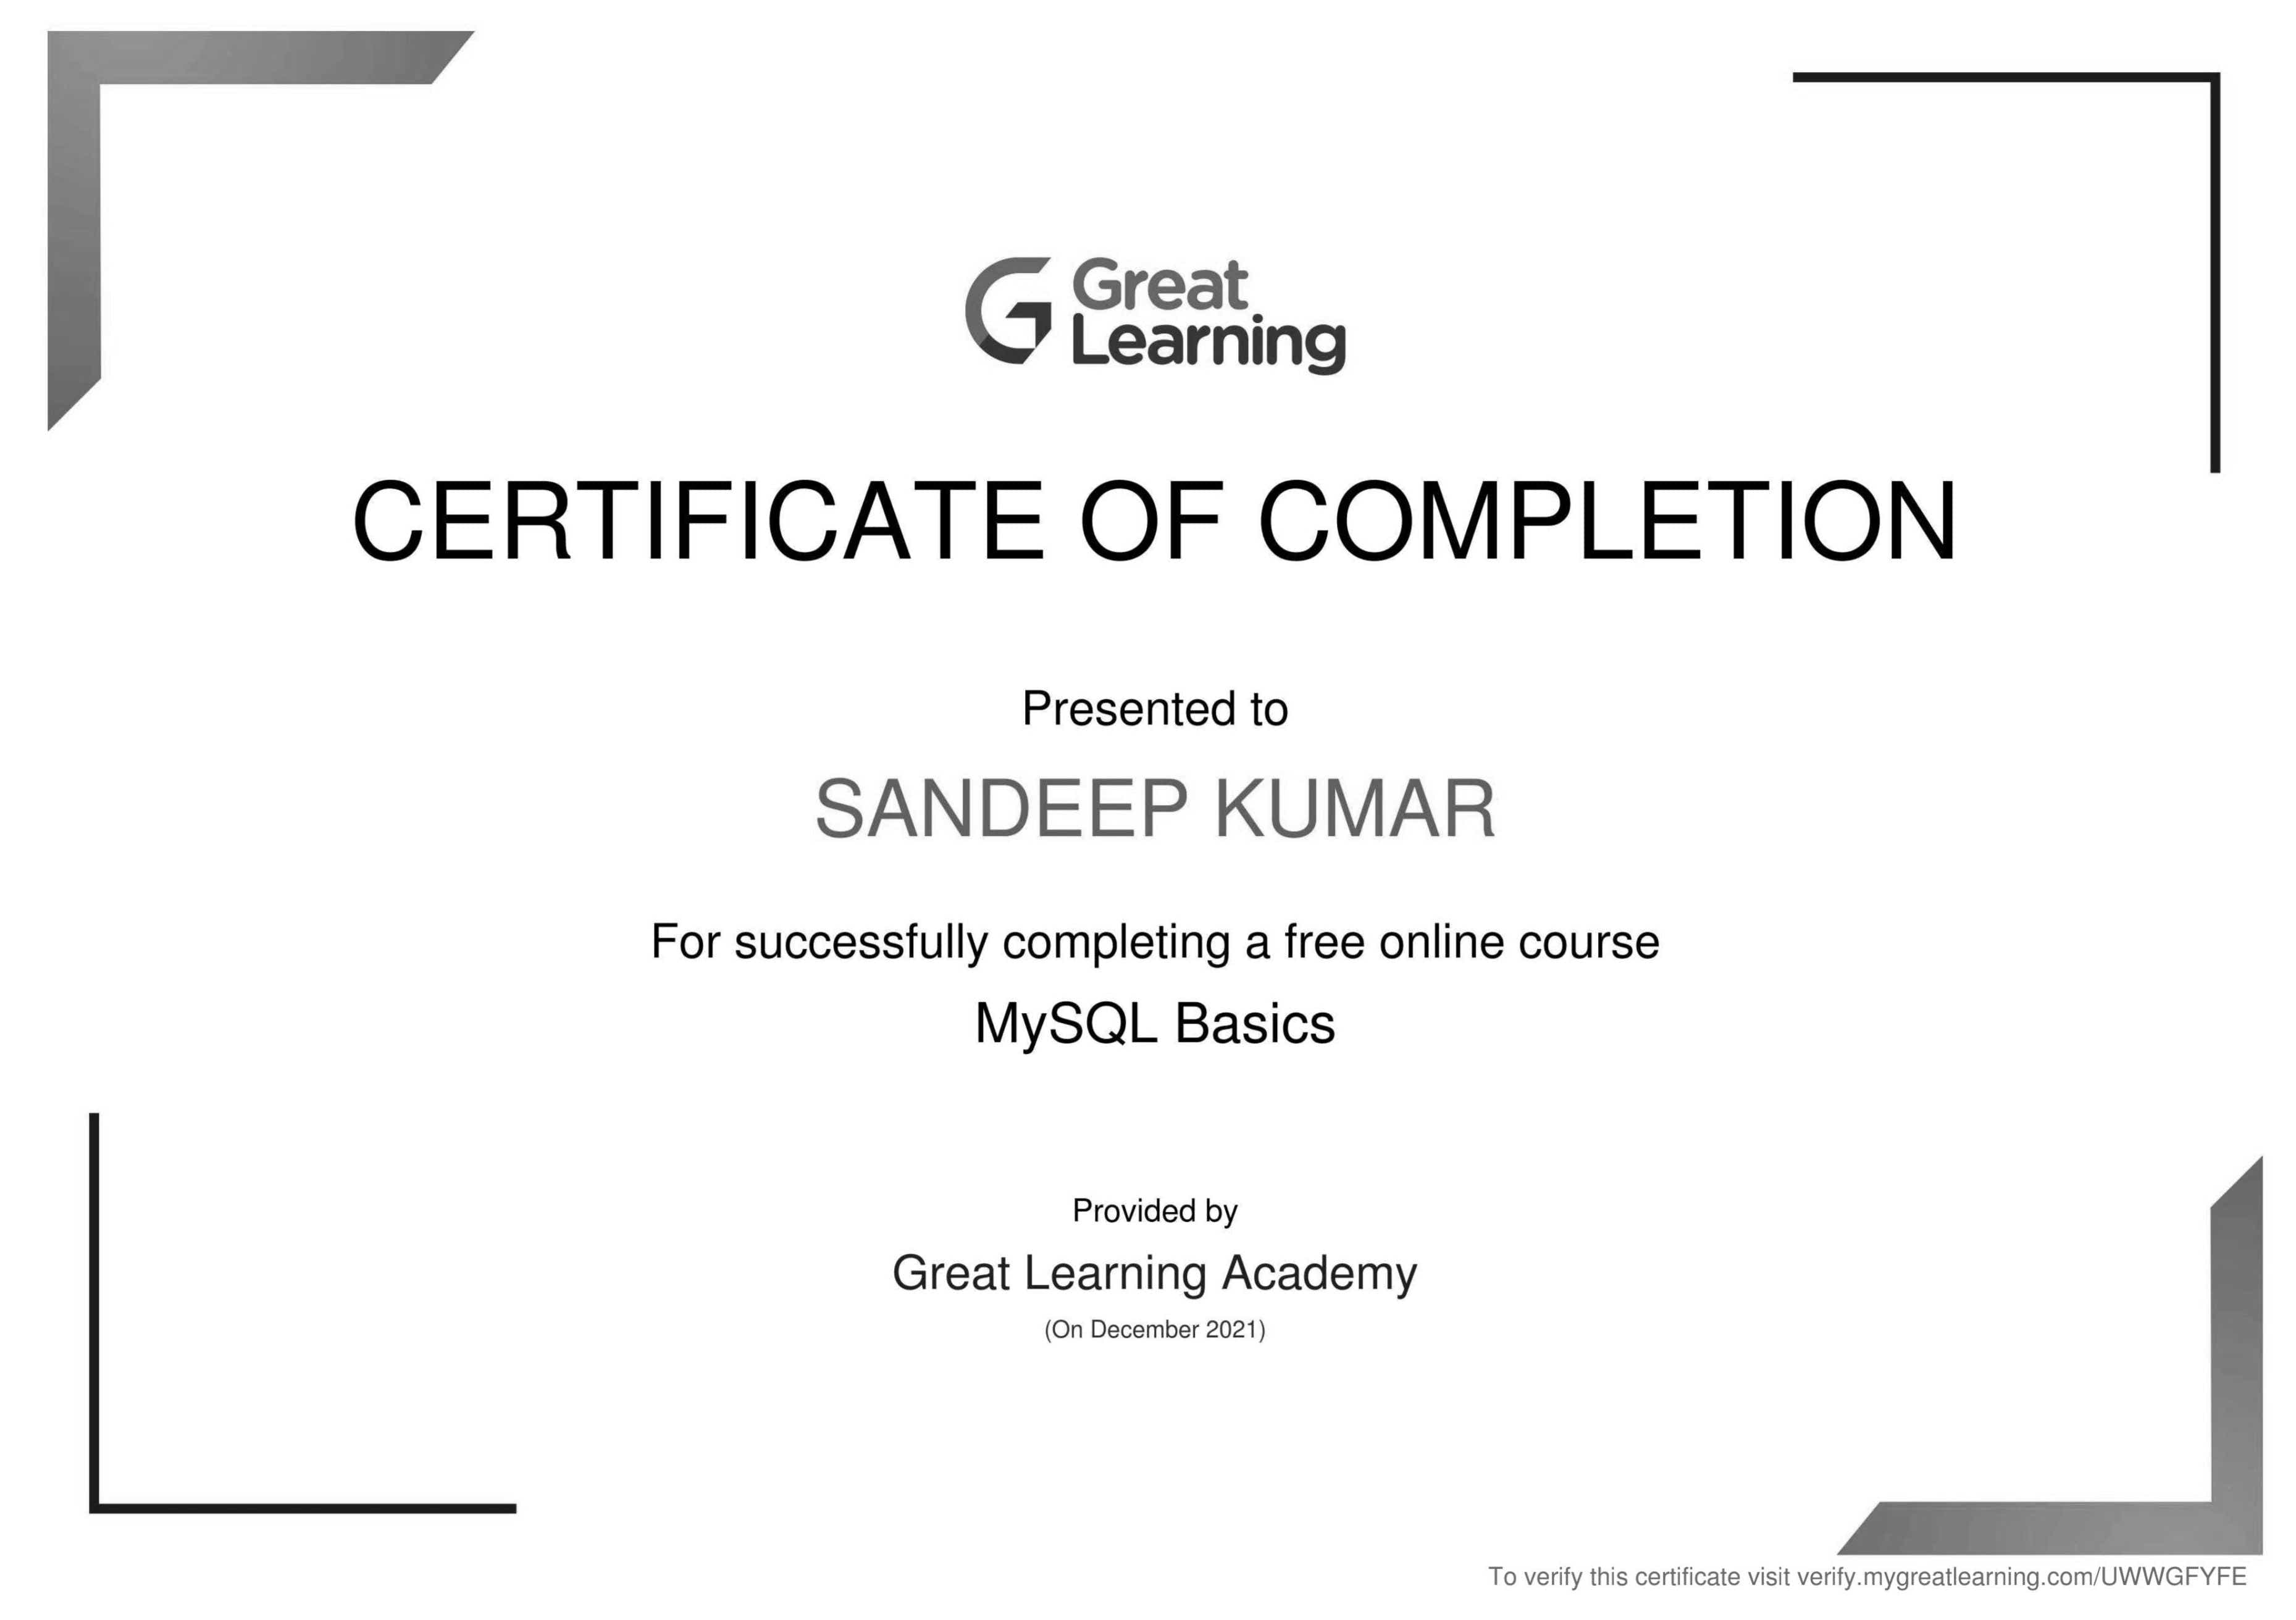 Great
Learning
CERTIFICATE OF COMPLETION
Presented to
SANDEEP KUMAR
For successfully completing a free online course
MySQL Basics
Provided by
Great Learning Academy
(On December 2021)
To verify this certificate visit verify.mygreatlearning.com/UWWGFYFE